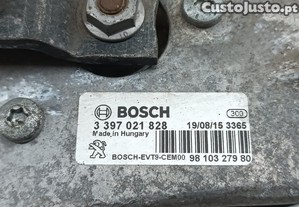 CustoJusto.pt
BOSCH
3C0
3 397 021 828
19/08/15 3365
Made in Hungary
BOSCH-EVT9-CEM00 98 103 279 80